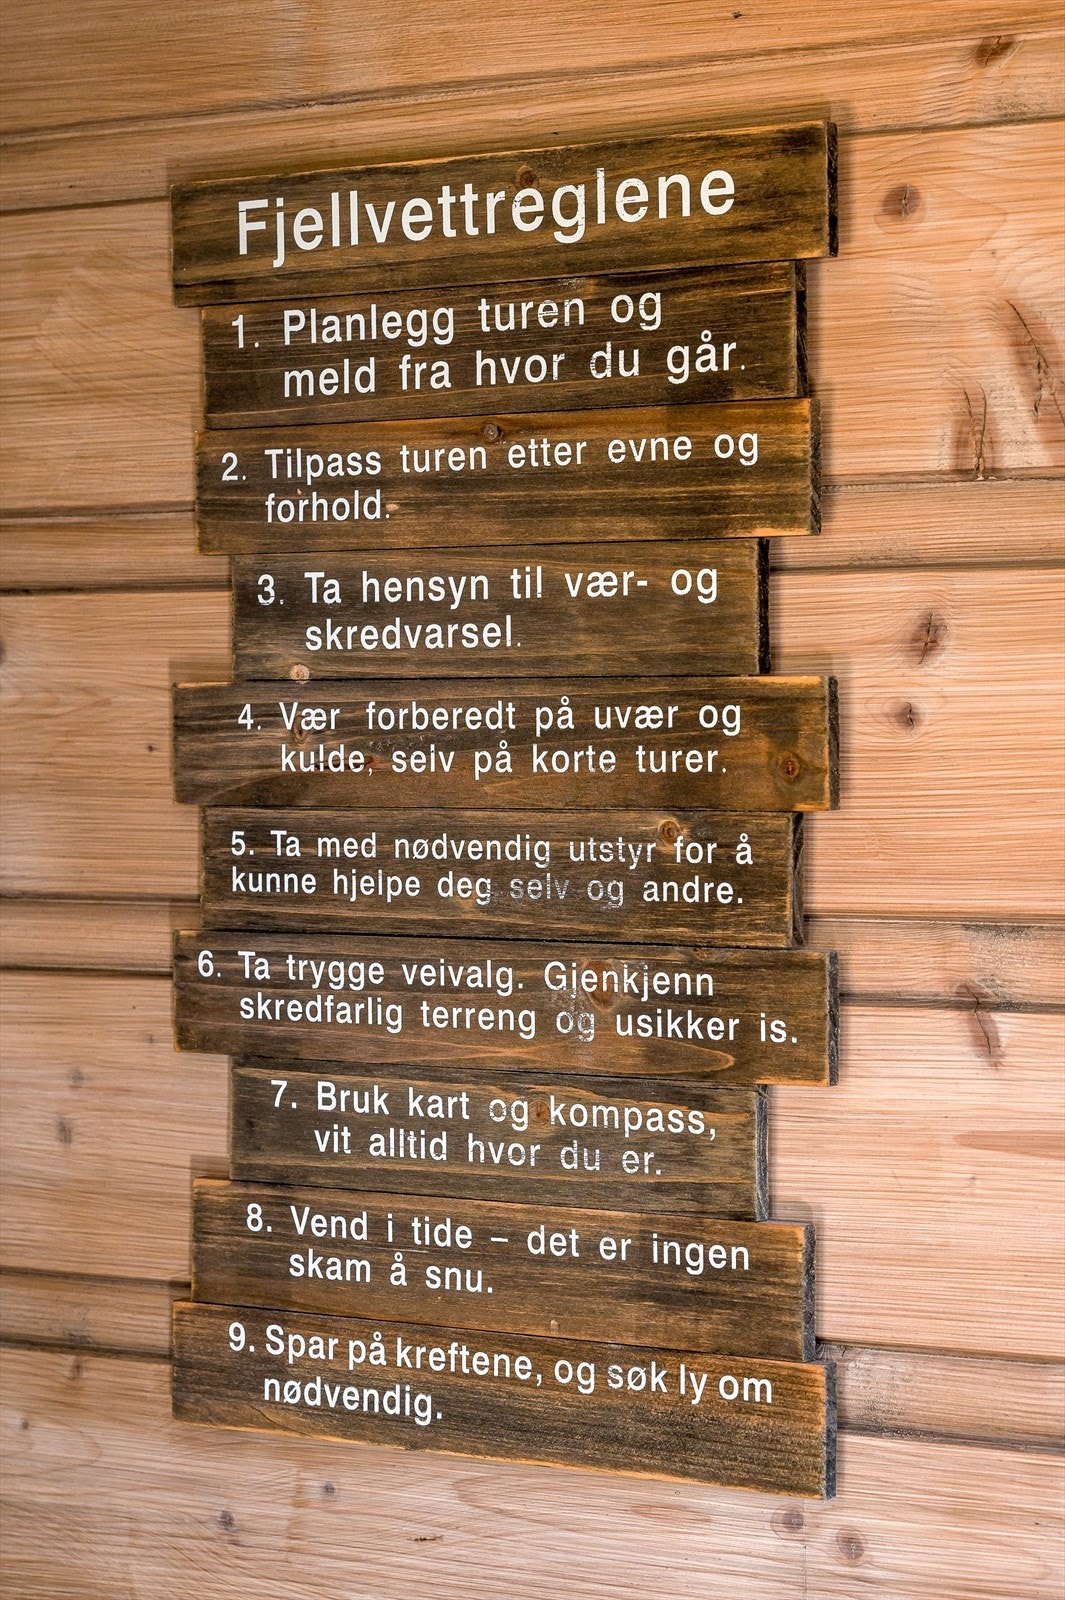 Fjellvettreglene
1. Planlegg turen og
meld fra hvor du går.
2. Tilpass turen etter evne og
forhold.
3. Ta hensyn til vær- og
skredvarsel.
4. Vær forberedt på uvær og
kulde, selv på korte turer.
5. Ta med nødvendig utstyr for å
kunne hjelpe deg selv og andre.
6. Ta trygge veivalg. Gjenkjenn
skredfarlig terreng og usikker is.
7. Bruk kart og kompass,
vit alltid hvor du er.
8. Vend i tide – det er ingen
skam å snu.
9. Spar på kreftene, og søk ly om
nødvendig.